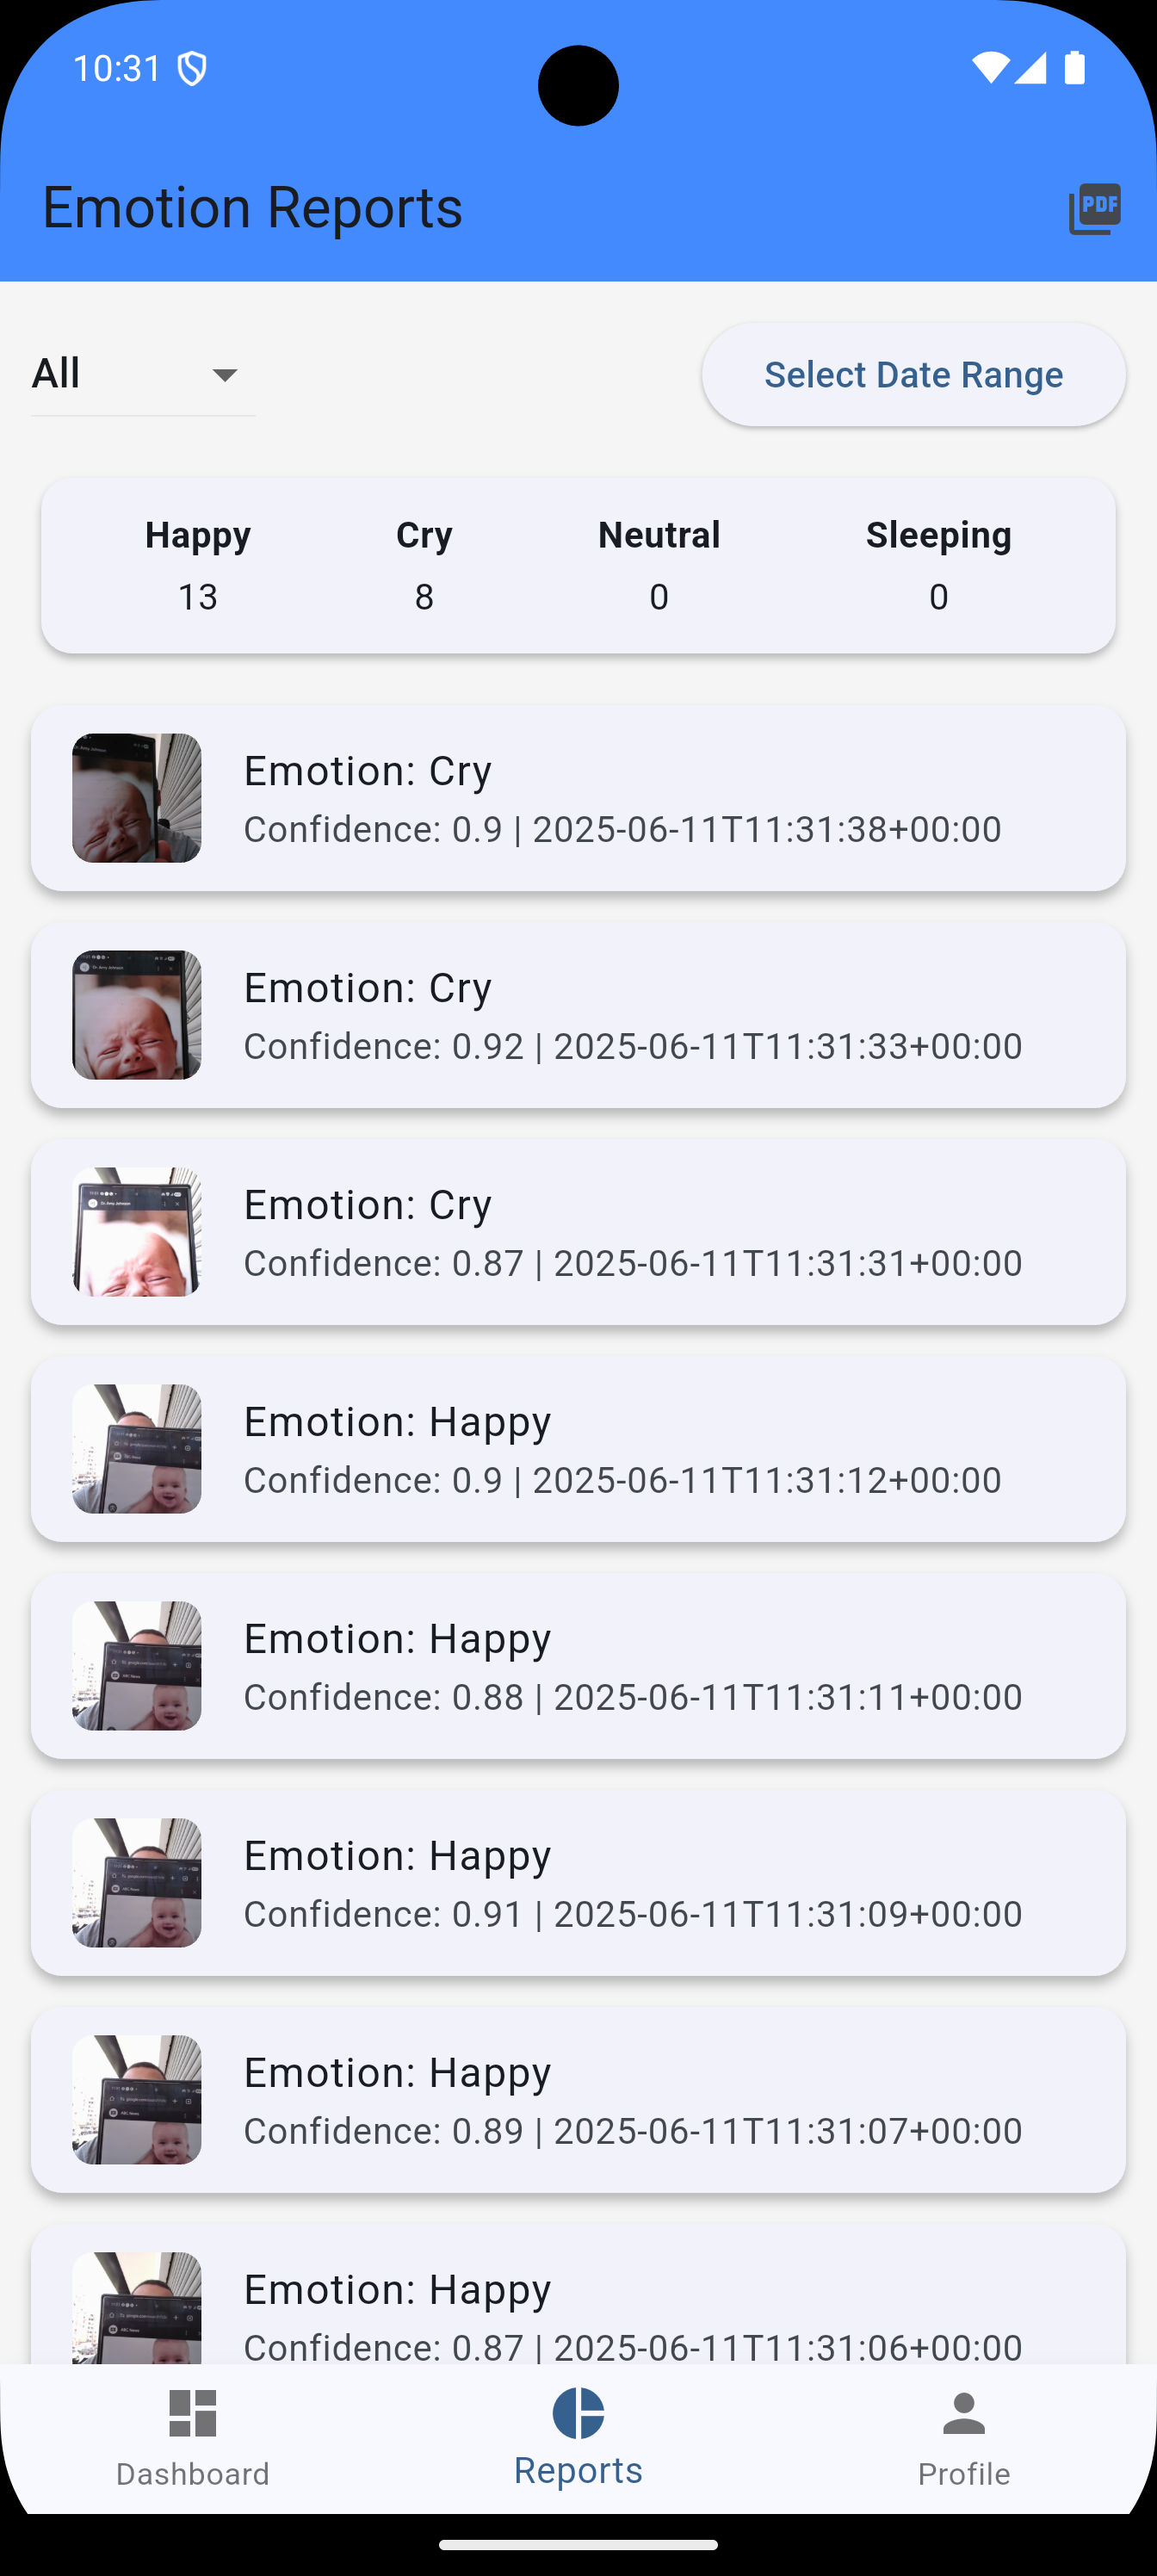 10:31
Emotion Reports
PDF
All
Select Date Range
Happy Cry Neutral Sleeping
13 8 0 0
Emotion: Cry
Confidence: 0.9 | 2025-06-11T11:31:38+00:00
Emotion: Cry
Confidence: 0.92 | 2025-06-11T11:31:33+00:00
Emotion: Cry
Confidence: 0.87 | 2025-06-11T11:31:31+00:00
Emotion: Happy
Confidence: 0.9 | 2025-06-11T11:31:12+00:00
Emotion: Happy
Confidence: 0.88 | 2025-06-11T11:31:11+00:00
Emotion: Happy
Confidence: 0.91 | 2025-06-11T11:31:09+00:00
Emotion: Happy
Confidence: 0.89 | 2025-06-11T11:31:07+00:00
Emotion: Happy
Confidence: 0.87 | 2025-06-11T11:31:06+00:00
Dashboard
Reports
Profile